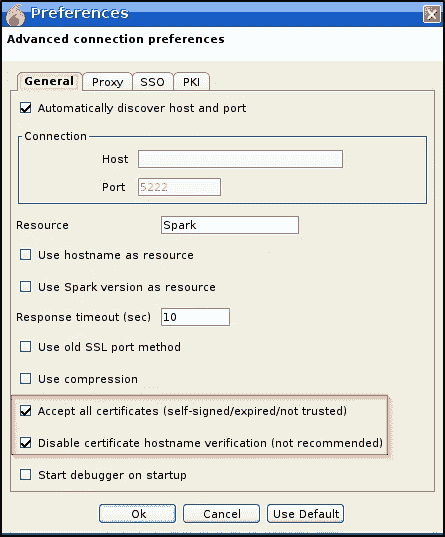 Preferences
Advanced connection preferences
General Proxy SSO PKI
Automatically discover host and port
Connection
Host
Port 5222
Resource Spark
Use hostname as resource
Use Spark version as resource
Response timeout (sec) 10
Use old SSL port method
Use compression
Accept all certificates (self-signed/expired/not trusted)
Disable certificate hostname verification (not recommended)
Start debugger on startup
Ok Cancel Use Default